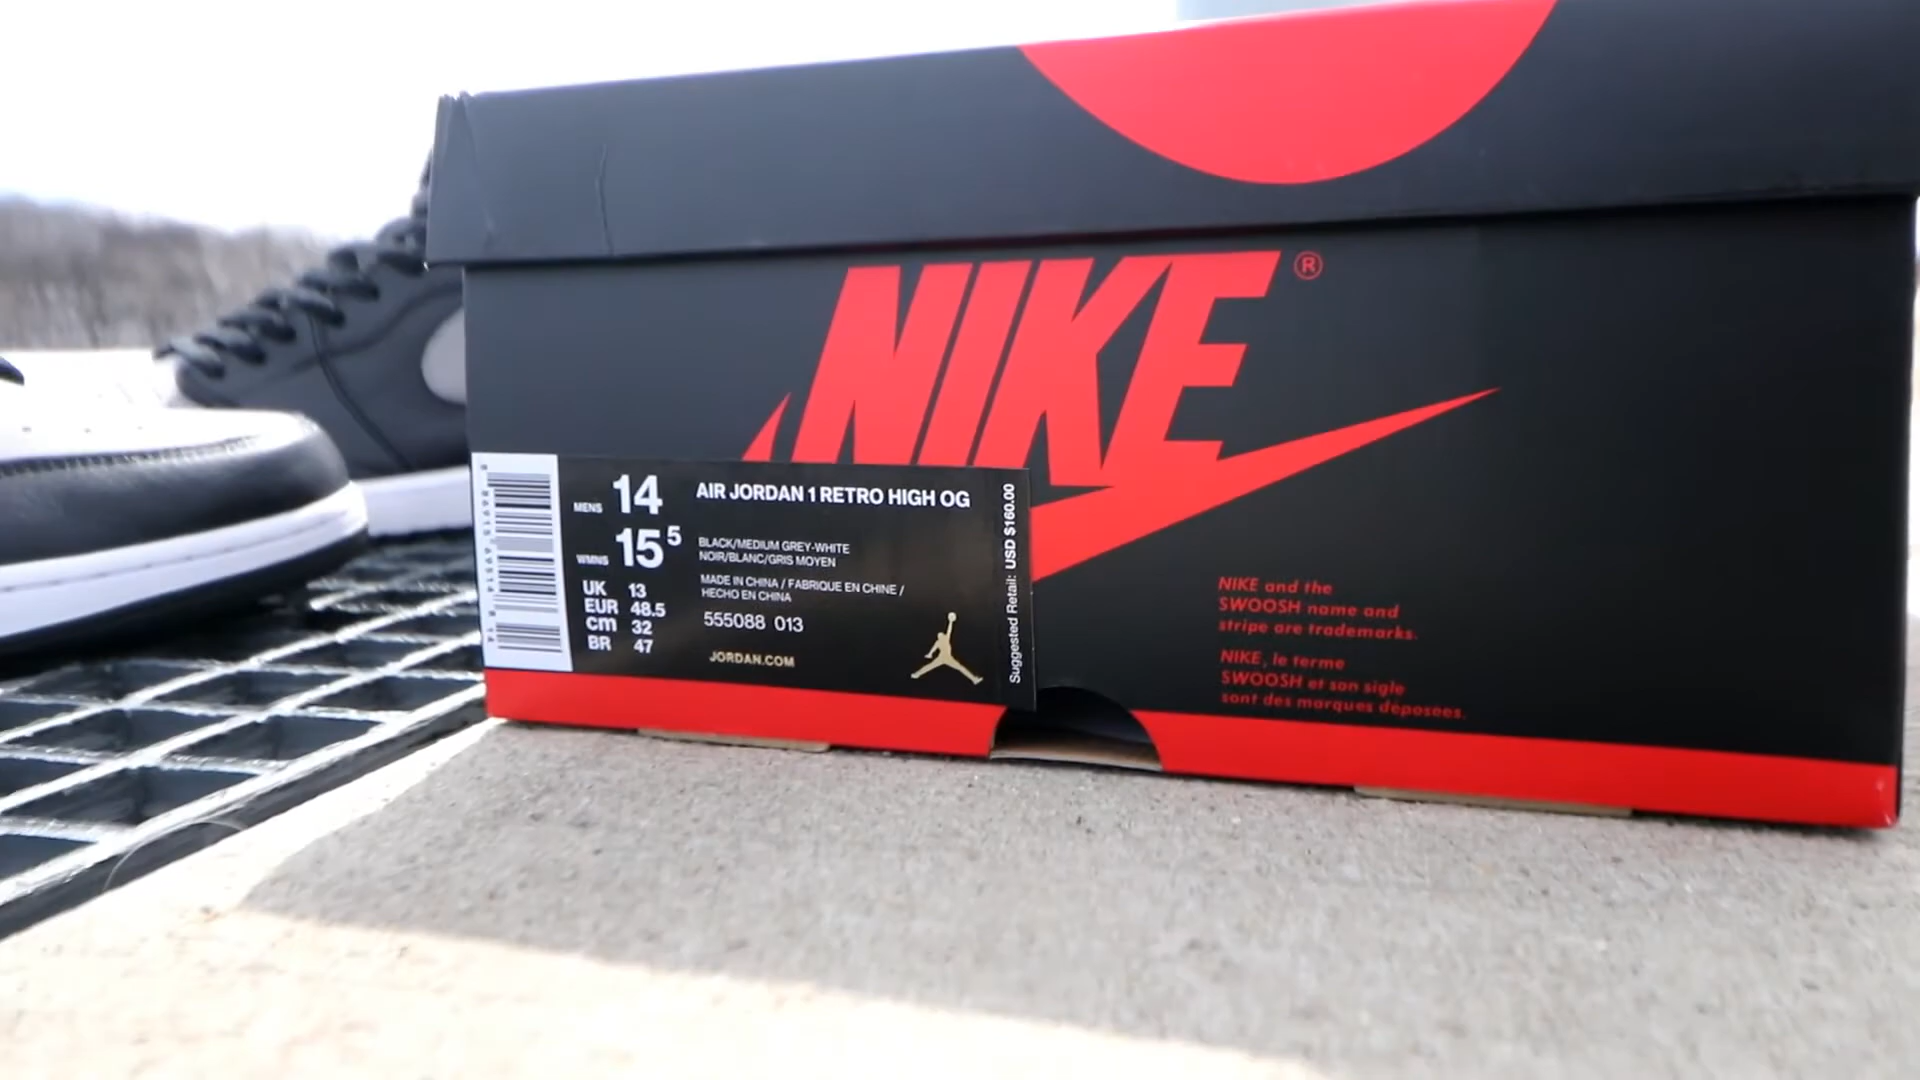 NIKE®
MENS 14
WMNS 15 5
UK 13
EUR 48.5
cm 32
BR 47
AIR JORDAN 1 RETRO HIGH OG
BLACK/MEDIUM GREY-WHITE
NOIR/BLANC/GRIS MOYEN
MADE IN CHINA / FABRIQUE EN CHINE /
HECHO EN CHINA
555088 013
JORDAN.COM
Suggested Retail: USD $160.00
NIKE and the
SWOOSH name and
stripe are trademarks.
NIKE, le terme
SWOOSH et son sigle
sont des marques déposées.